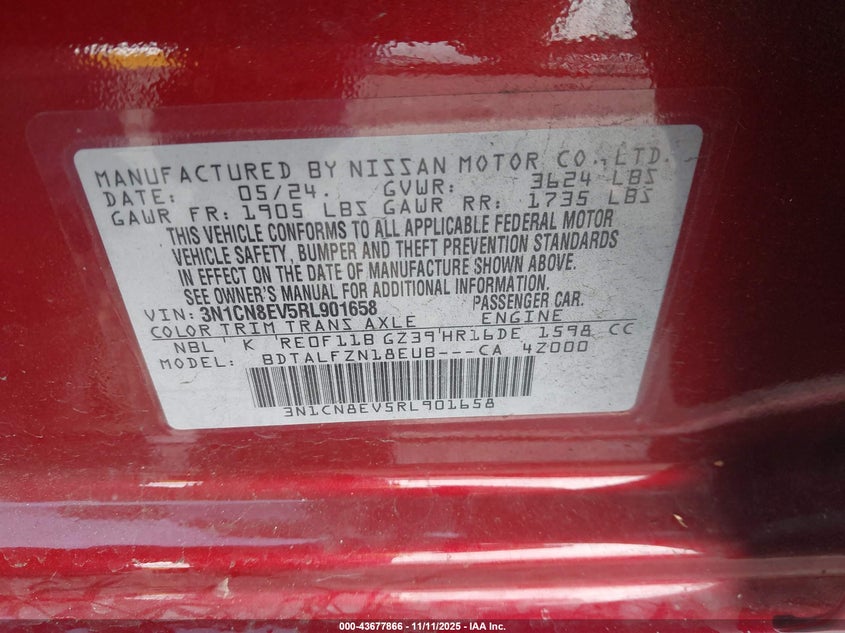 MANUFACTURED BY NISSAN MOTOR CO., LTD.
DATE: 05/24. GVWR: 3624 LBS
GAWR FR: 1905 LBS GAWR RR: 1735 LBS
THIS VEHICLE CONFORMS TO ALL APPLICABLE FEDERAL MOTOR
VEHICLE SAFETY, BUMPER AND THEFT PREVENTION STANDARDS
IN EFFECT ON THE DATE OF MANUFACTURE SHOWN ABOVE.
SEE OWNER'S MANUAL FOR ADDITIONAL INFORMATION.
VIN: 3N1CN8EV5RL901658 PASSENGER CAR.
COLOR TRIM TRANS AXLE ENGINE
NBL K RE0F11B GZ39 HR16DE 1598 CC
MODEL: BDTALFZN18EUB---CA 4Z000
3N1CN8EV5RL901658
000-43677866 - 11/11/2025 - IAA Inc.